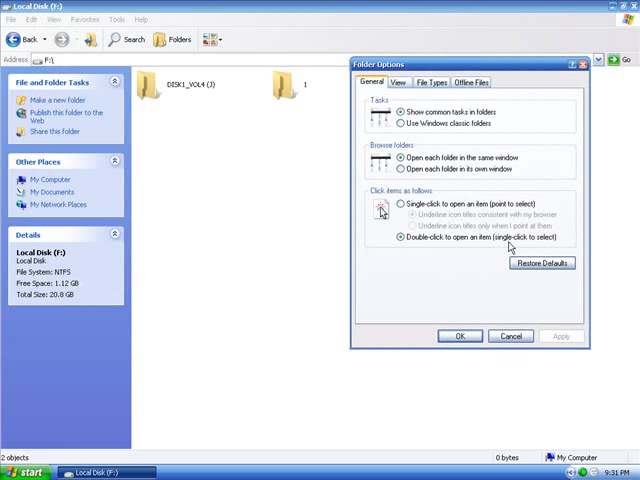 Local Disk (F:)
File Edit View Favorites Tools Help
Back Search Folders
Address F:\ Go
File and Folder Tasks
Make a new folder
Publish this folder to the
Web
Share this folder
Other Places
My Computer
My Documents
My Network Places
Details
Local Disk (F:)
Local Disk
File System: NTFS
Free Space: 1.12 GB
Total Size: 20.8 GB
DISK1_VOL4 (J)
1
Folder Options
General View File Types Offline Files
Tasks
Show common tasks in folders
Use Windows classic folders
Browse folders
Open each folder in the same window
Open each folder in its own window
Click items as follows
Single-click to open an item (point to select)
Underline icon titles consistent with my browser
Underline icon titles only when I point at them
Double-click to open an item (single-click to select)
Restore Defaults
OK Cancel Apply
2 objects 0 bytes My Computer
start Local Disk (F:) 9:31 PM